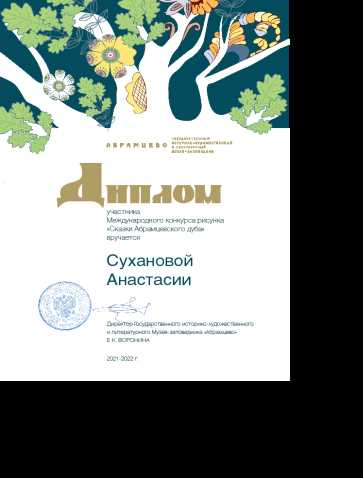 АБРАМЦЕВО
ГОСУДАРСТВЕННЫЙ
ИСТОРИКО-ХУДОЖЕСТВЕННЫЙ
И ЛИТЕРАТУРНЫЙ
МУЗЕЙ-ЗАПОВЕДНИК
Диплом
участника
Международного конкурса рисунка
«Сказки Абрамцевского дуба»
вручается
Сухановой
Анастасии
Директор Государственного историко-художественного
и литературного Музея-заповедника «Абрамцево»
Е.К. ВОРОНИНА
2021-2022 г